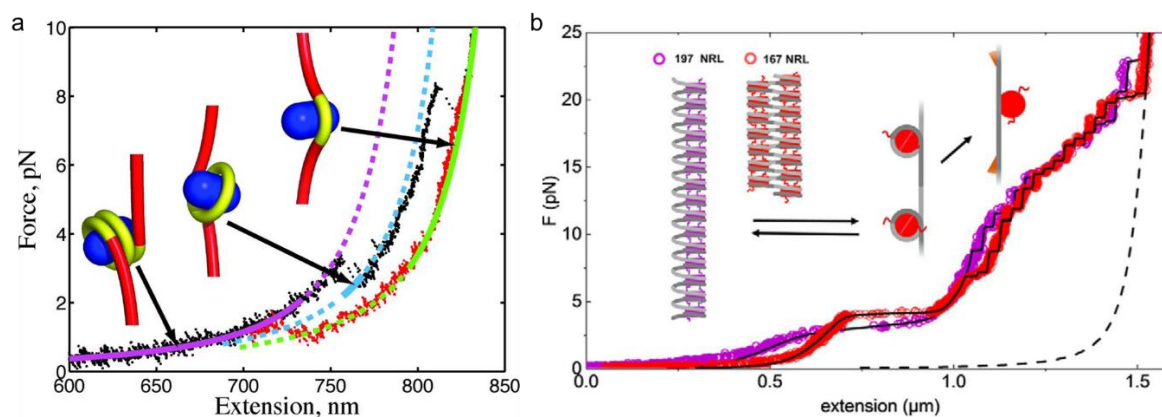 a
Force, pN
10
8
6
4
2
0
600 650 700 750 800 850
Extension, nm
b
F (pN)
25
20
15
10
5
0
197 NRL 167 NRL
0.0 0.5 1.0 1.5
extension (µm)